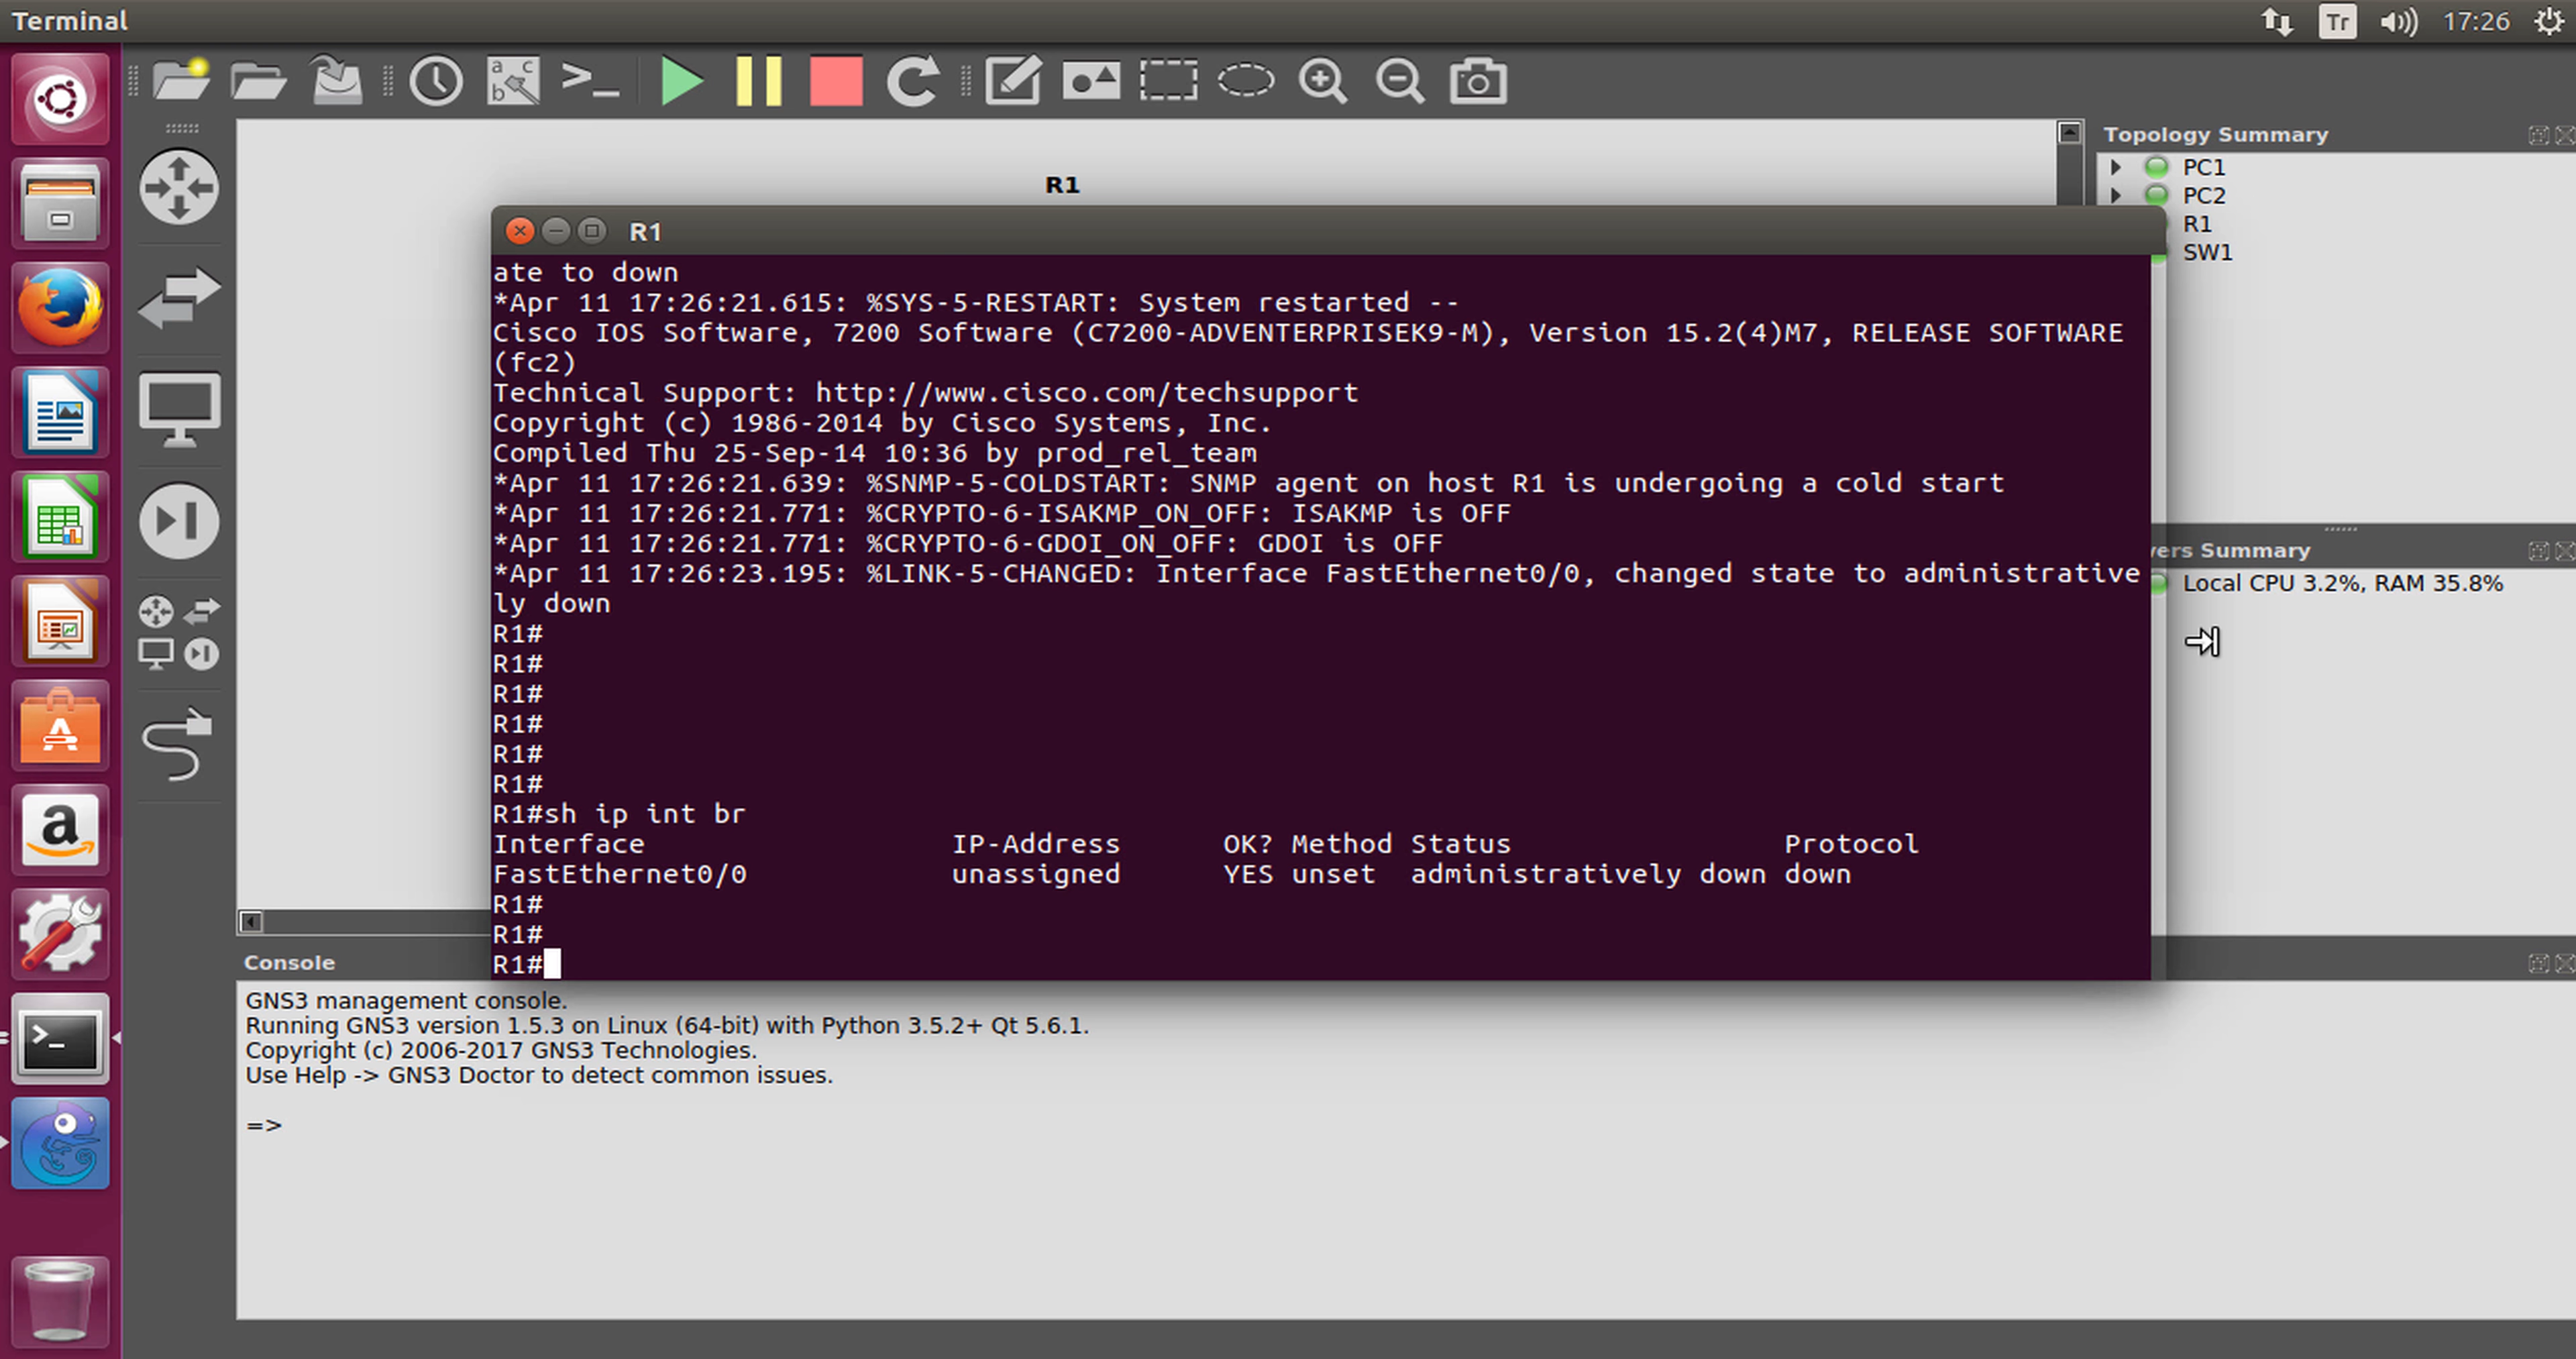 Terminal
Tr
17:26
a c
b
>_
Topology Summary
PC1
PC2
R1
SW1
R1
R1
ate to down
*Apr 11 17:26:21.615: %SYS-5-RESTART: System restarted --
Cisco IOS Software, 7200 Software (C7200-ADVENTERPRISEK9-M), Version 15.2(4)M7, RELEASE SOFTWARE
(fc2)
Technical Support: http://www.cisco.com/techsupport
Copyright (c) 1986-2014 by Cisco Systems, Inc.
Compiled Thu 25-Sep-14 10:36 by prod_rel_team
*Apr 11 17:26:21.639: %SNMP-5-COLDSTART: SNMP agent on host R1 is undergoing a cold start
*Apr 11 17:26:21.771: %CRYPTO-6-ISAKMP_ON_OFF: ISAKMP is OFF
*Apr 11 17:26:21.771: %CRYPTO-6-GDOI_ON_OFF: GDOI is OFF
*Apr 11 17:26:23.195: %LINK-5-CHANGED: Interface FastEthernet0/0, changed state to administrative
ly down
R1#
R1#
R1#
R1#
R1#
R1#
R1#sh ip int br
Interface IP-Address OK? Method Status Protocol
FastEthernet0/0 unassigned YES unset administratively down down
R1#
R1#
R1#
vers Summary
Local CPU 3.2%, RAM 35.8%
Console
GNS3 management console.
Running GNS3 version 1.5.3 on Linux (64-bit) with Python 3.5.2+ Qt 5.6.1.
Copyright (c) 2006-2017 GNS3 Technologies.
Use Help -> GNS3 Doctor to detect common issues.
=>